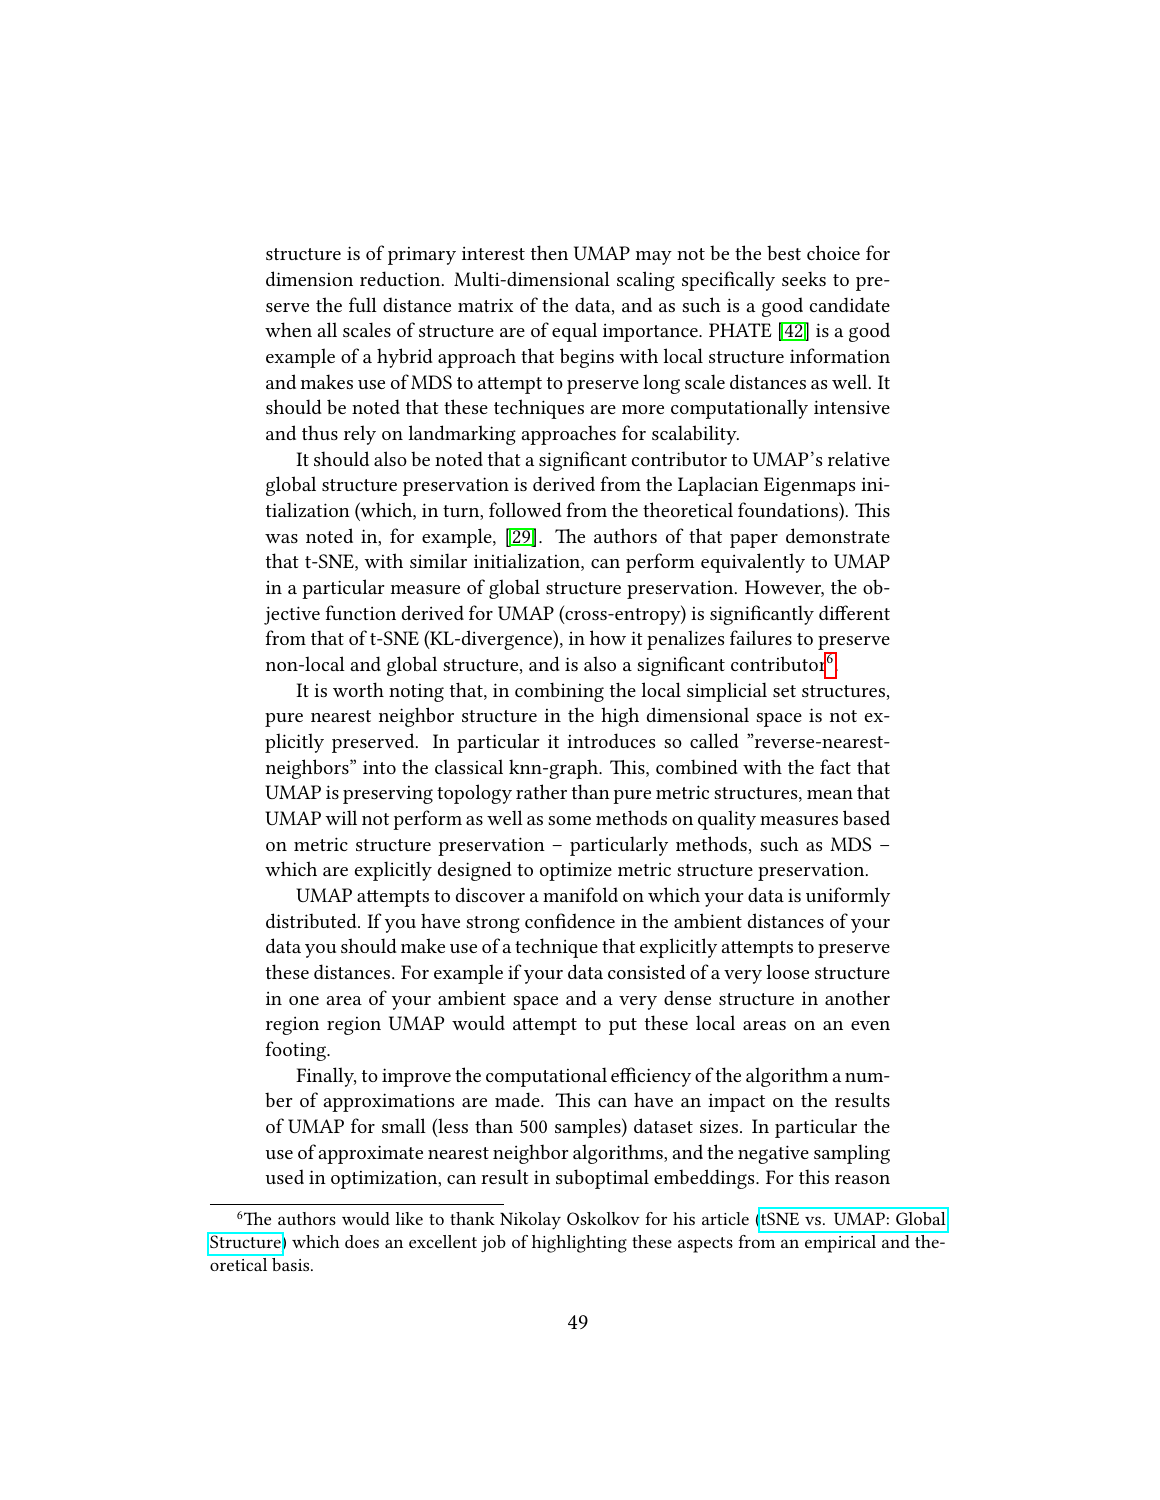 structure is of primary interest then UMAP may not be the best choice for
dimension reduction. Multi-dimensional scaling specifically seeks to pre-
serve the full distance matrix of the data, and as such is a good candidate
when all scales of structure are of equal importance. PHATE [42] is a good
example of a hybrid approach that begins with local structure information
and makes use of MDS to attempt to preserve long scale distances as well. It
should be noted that these techniques are more computationally intensive
and thus rely on landmarking approaches for scalability.
It should also be noted that a significant contributor to UMAP's relative
global structure preservation is derived from the Laplacian Eigenmaps ini-
tialization (which, in turn, followed from the theoretical foundations). This
was noted in, for example, [29]. The authors of that paper demonstrate
that t-SNE, with similar initialization, can perform equivalently to UMAP
in a particular measure of global structure preservation. However, the ob-
jective function derived for UMAP (cross-entropy) is significantly different
from that of t-SNE (KL-divergence), in how it penalizes failures to preserve
non-local and global structure, and is also a significant contributor⁶.
It is worth noting that, in combining the local simplicial set structures,
pure nearest neighbor structure in the high dimensional space is not ex-
plicitly preserved. In particular it introduces so called ”reverse-nearest-
neighbors” into the classical knn-graph. This, combined with the fact that
UMAP is preserving topology rather than pure metric structures, mean that
UMAP will not perform as well as some methods on quality measures based
on metric structure preservation – particularly methods, such as MDS –
which are explicitly designed to optimize metric structure preservation.
UMAP attempts to discover a manifold on which your data is uniformly
distributed. If you have strong confidence in the ambient distances of your
data you should make use of a technique that explicitly attempts to preserve
these distances. For example if your data consisted of a very loose structure
in one area of your ambient space and a very dense structure in another
region region UMAP would attempt to put these local areas on an even
footing.
Finally, to improve the computational efficiency of the algorithm a num-
ber of approximations are made. This can have an impact on the results
of UMAP for small (less than 500 samples) dataset sizes. In particular the
use of approximate nearest neighbor algorithms, and the negative sampling
used in optimization, can result in suboptimal embeddings. For this reason
⁶The authors would like to thank Nikolay Oskolkov for his article (tSNE vs. UMAP: Global
Structure) which does an excellent job of highlighting these aspects from an empirical and the-
oretical basis.
49